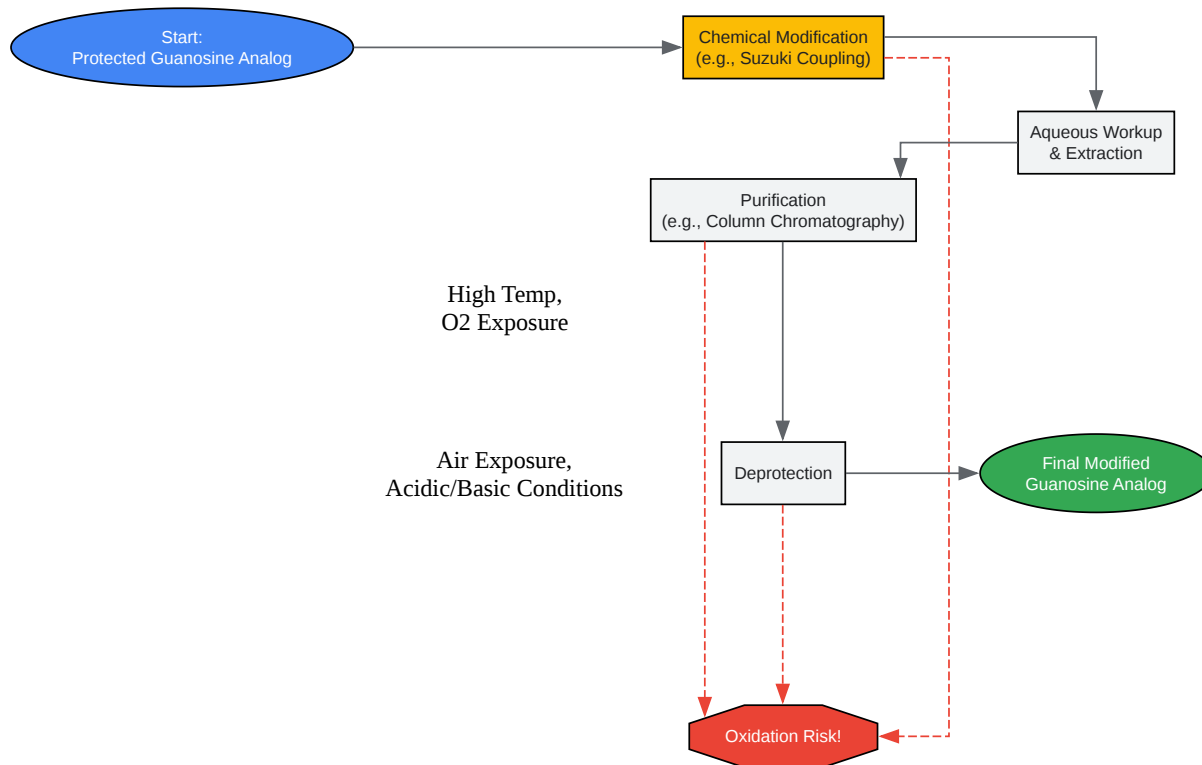 Start:
Protected Guanosine Analog
Chemical Modification
(e.g., Suzuki Coupling)
Aqueous Workup
& Extraction
Purification
(e.g., Column Chromatography)
High Temp,
O2 Exposure
Air Exposure,
Acidic/Basic Conditions
Deprotection
Final Modified
Guanosine Analog
Oxidation Risk!